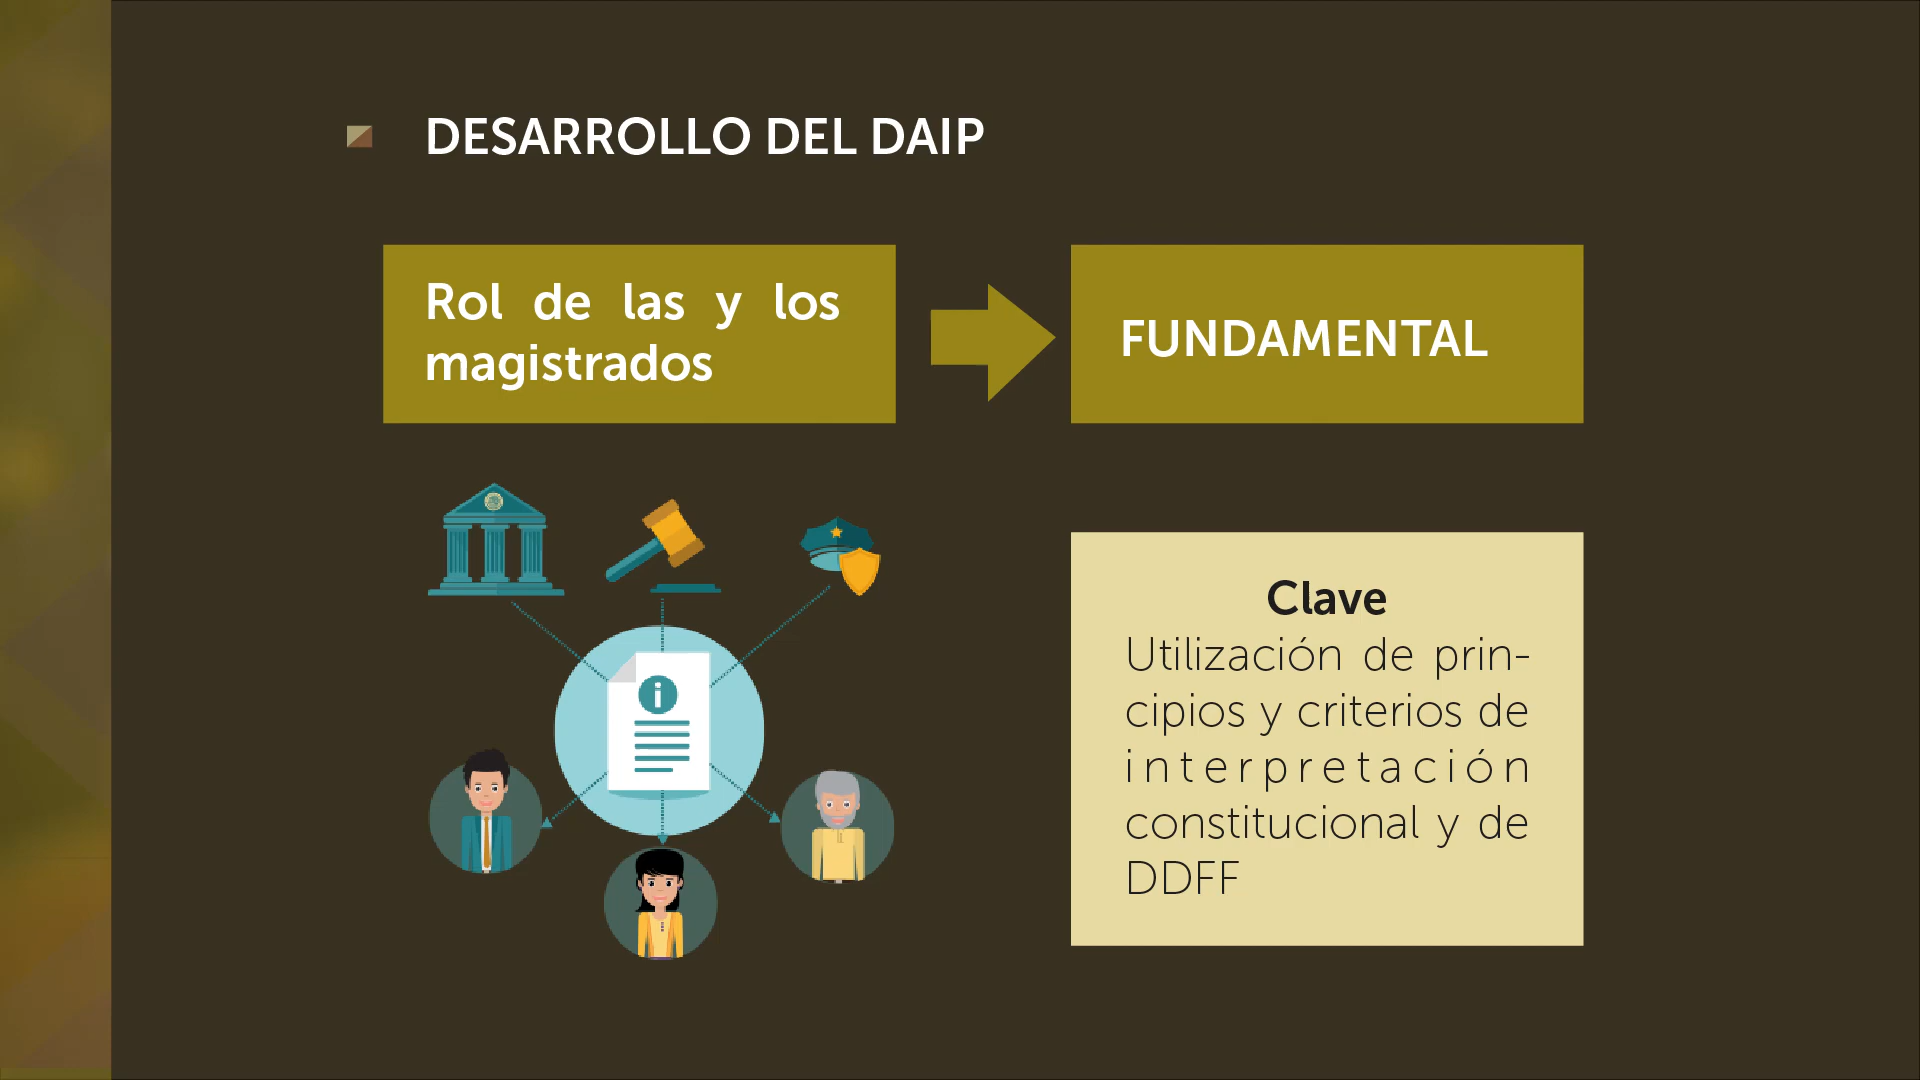 DESARROLLO DEL DAIP
Rol de las y los
magistrados
FUNDAMENTAL
Clave
Utilización de prin-
cipios y criterios de
interpretación
constitucional y de
DDFF